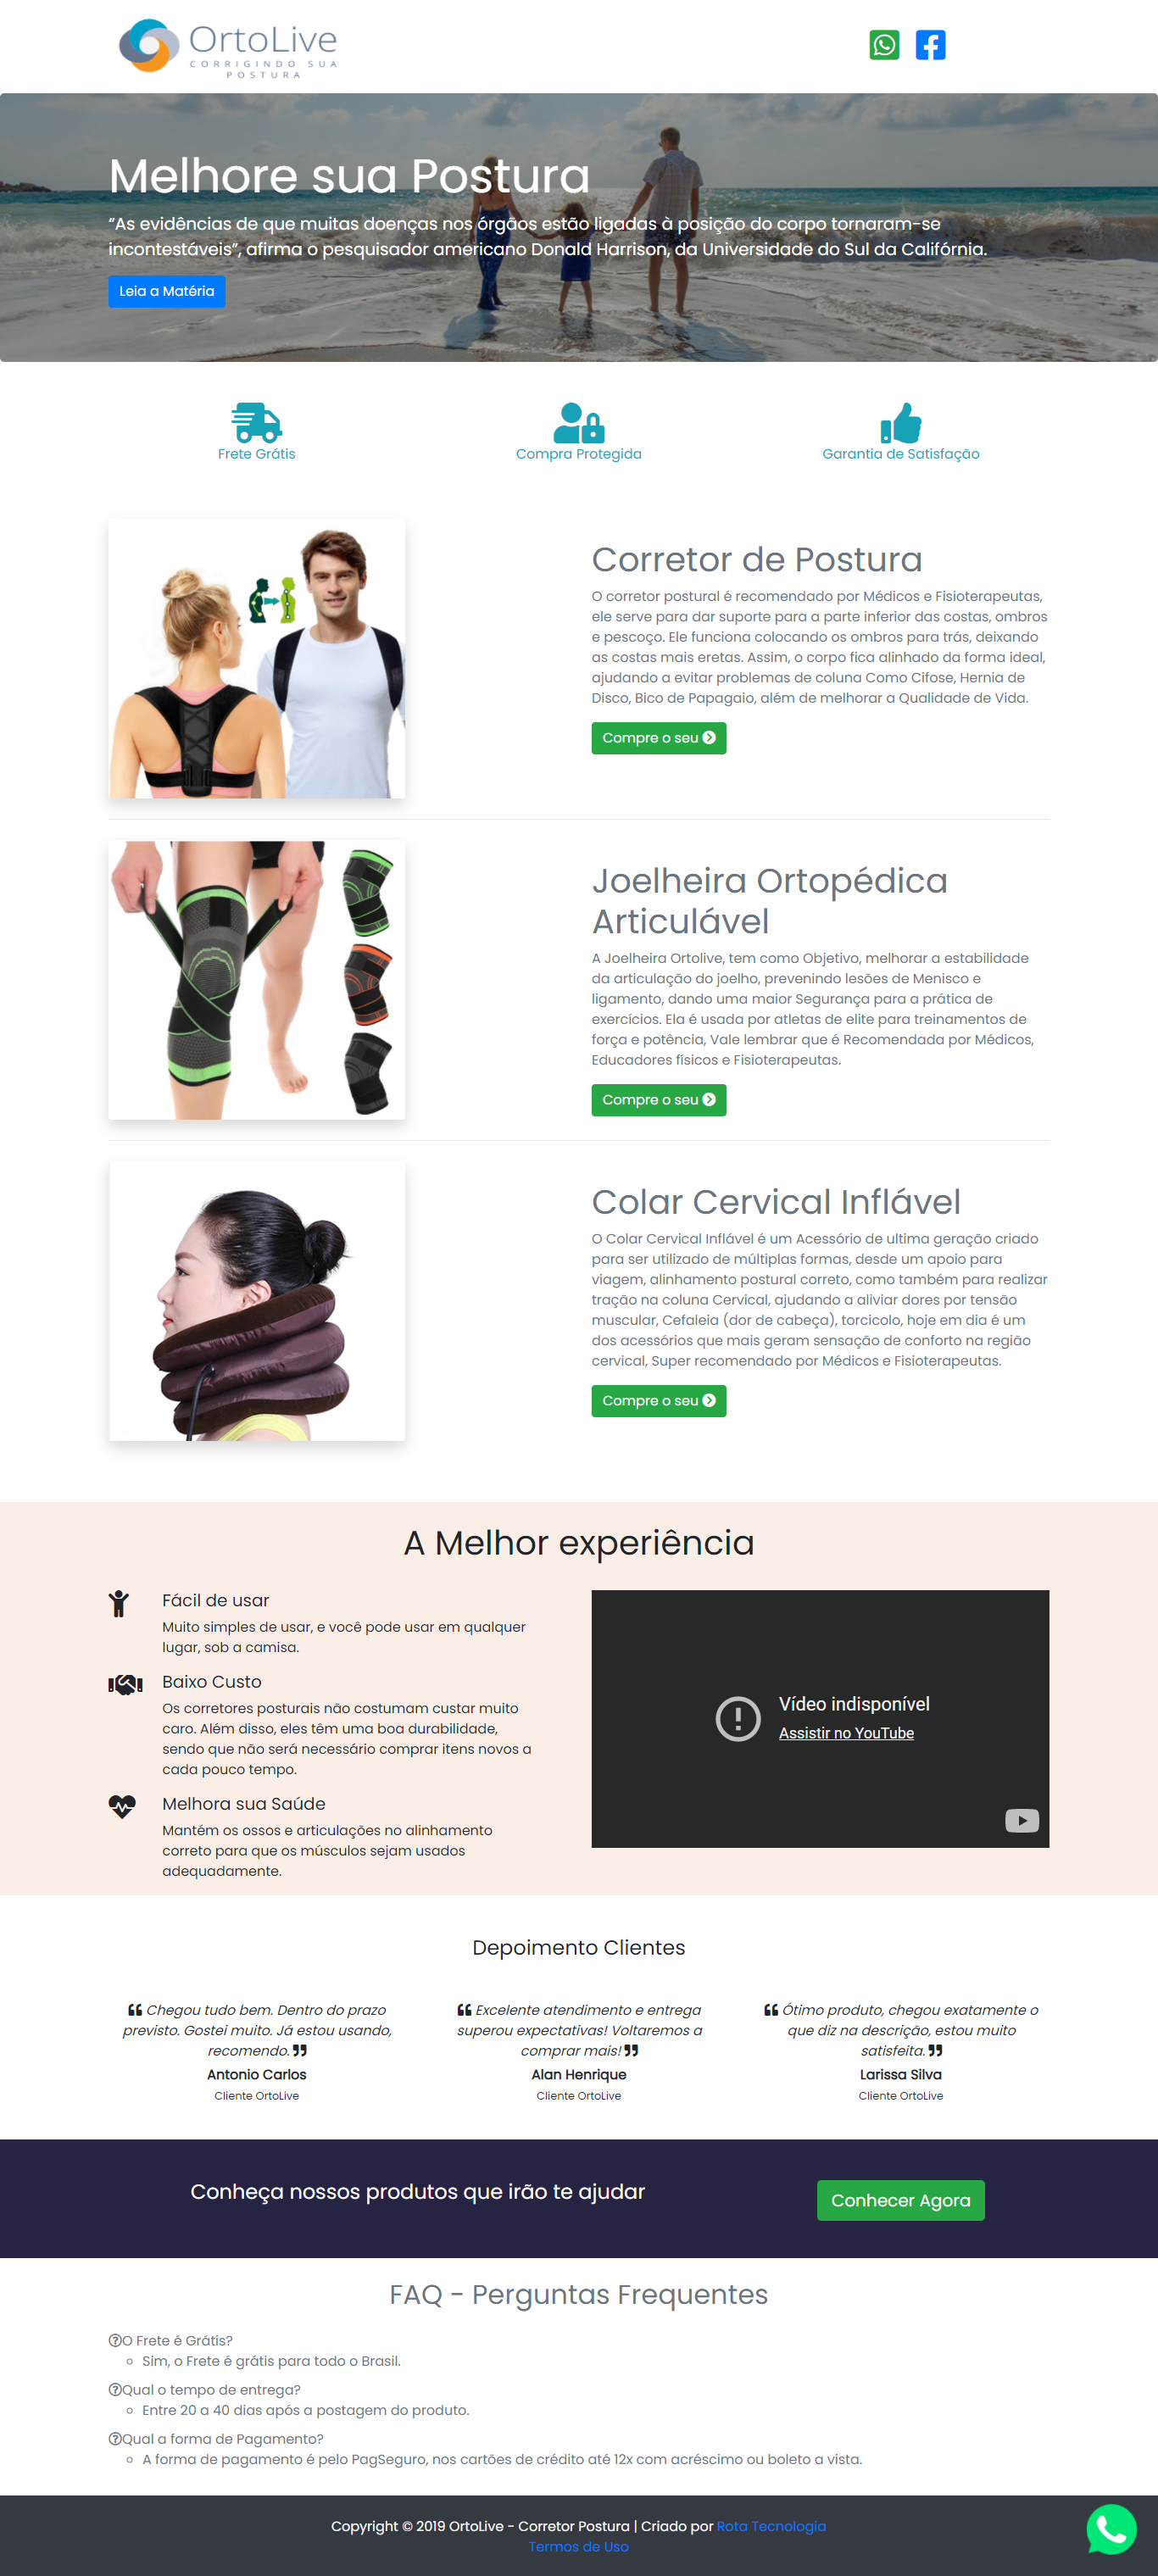 OrtoLive
CORRIGINDO SUA
POSTURA
Melhore sua Postura
“As evidências de que muitas doenças nos órgãos estão ligadas à posição do corpo tornaram-se
incontestáveis”, afirma o pesquisador americano Donald Harrison, da Universidade do Sul da Califórnia.
Leia a Matéria
Frete Grátis
Compra Protegida
Garantia de Satisfação
Corretor de Postura
O corretor postural é recomendado por Médicos e Fisioterapeutas,
ele serve para dar suporte para a parte inferior das costas, ombros
e pescoço. Ele funciona colocando os ombros para trás, deixando
as costas mais eretas. Assim, o corpo fica alinhado da forma ideal,
ajudando a evitar problemas de coluna Como Cifose, Hernia de
Disco, Bico de Papagaio, além de melhorar a Qualidade de Vida.
Compre o seu
Joelheira Ortopédica
Articulável
A Joelheira Ortolive, tem como Objetivo, melhorar a estabilidade
da articulação do joelho, prevenindo lesões de Menisco e
ligamento, dando uma maior Segurança para a prática de
exercícios. Ela é usada por atletas de elite para treinamentos de
força e potência, Vale lembrar que é Recomendada por Médicos,
Educadores físicos e Fisioterapeutas.
Compre o seu
Colar Cervical Inflável
O Colar Cervical Inflável é um Acessório de ultima geração criado
para ser utilizado de múltiplas formas, desde um apoio para
viagem, alinhamento postural correto, como também para realizar
tração na coluna Cervical, ajudando a aliviar dores por tensão
muscular, Cefaleia (dor de cabeça), torcicolo, hoje em dia é um
dos acessórios que mais geram sensação de conforto na região
cervical, Super recomendado por Médicos e Fisioterapeutas.
Compre o seu
A Melhor experiência
Fácil de usar
Muito simples de usar, e você pode usar em qualquer
lugar, sob a camisa.
Baixo Custo
Os corretores posturais não costumam custar muito
caro. Além disso, eles têm uma boa durabilidade,
sendo que não será necessário comprar itens novos a
cada pouco tempo.
Melhora sua Saúde
Mantém os ossos e articulações no alinhamento
correto para que os músculos sejam usados
adequadamente.
Vídeo indisponível
Assistir no YouTube
Depoimento Clientes
Chegou tudo bem. Dentro do prazo
previsto. Gostei muito. Já estou usando,
recomendo.
Antonio Carlos
Cliente OrtoLive
Excelente atendimento e entrega
superou expectativas! Voltaremos a
comprar mais!
Alan Henrique
Cliente OrtoLive
Ótimo produto, chegou exatamente o
que diz na descrição, estou muito
satisfeita.
Larissa Silva
Cliente OrtoLive
Conheça nossos produtos que irão te ajudar
Conhecer Agora
FAQ - Perguntas Frequentes
O Frete é Grátis?
Sim, o Frete é grátis para todo o Brasil.
Qual o tempo de entrega?
Entre 20 a 40 dias após a postagem do produto.
Qual a forma de Pagamento?
A forma de pagamento é pelo PagSeguro, nos cartões de crédito até 12x com acréscimo ou boleto a vista.
Copyright © 2019 OrtoLive - Corretor Postura | Criado por Rota Tecnologia
Termos de Uso